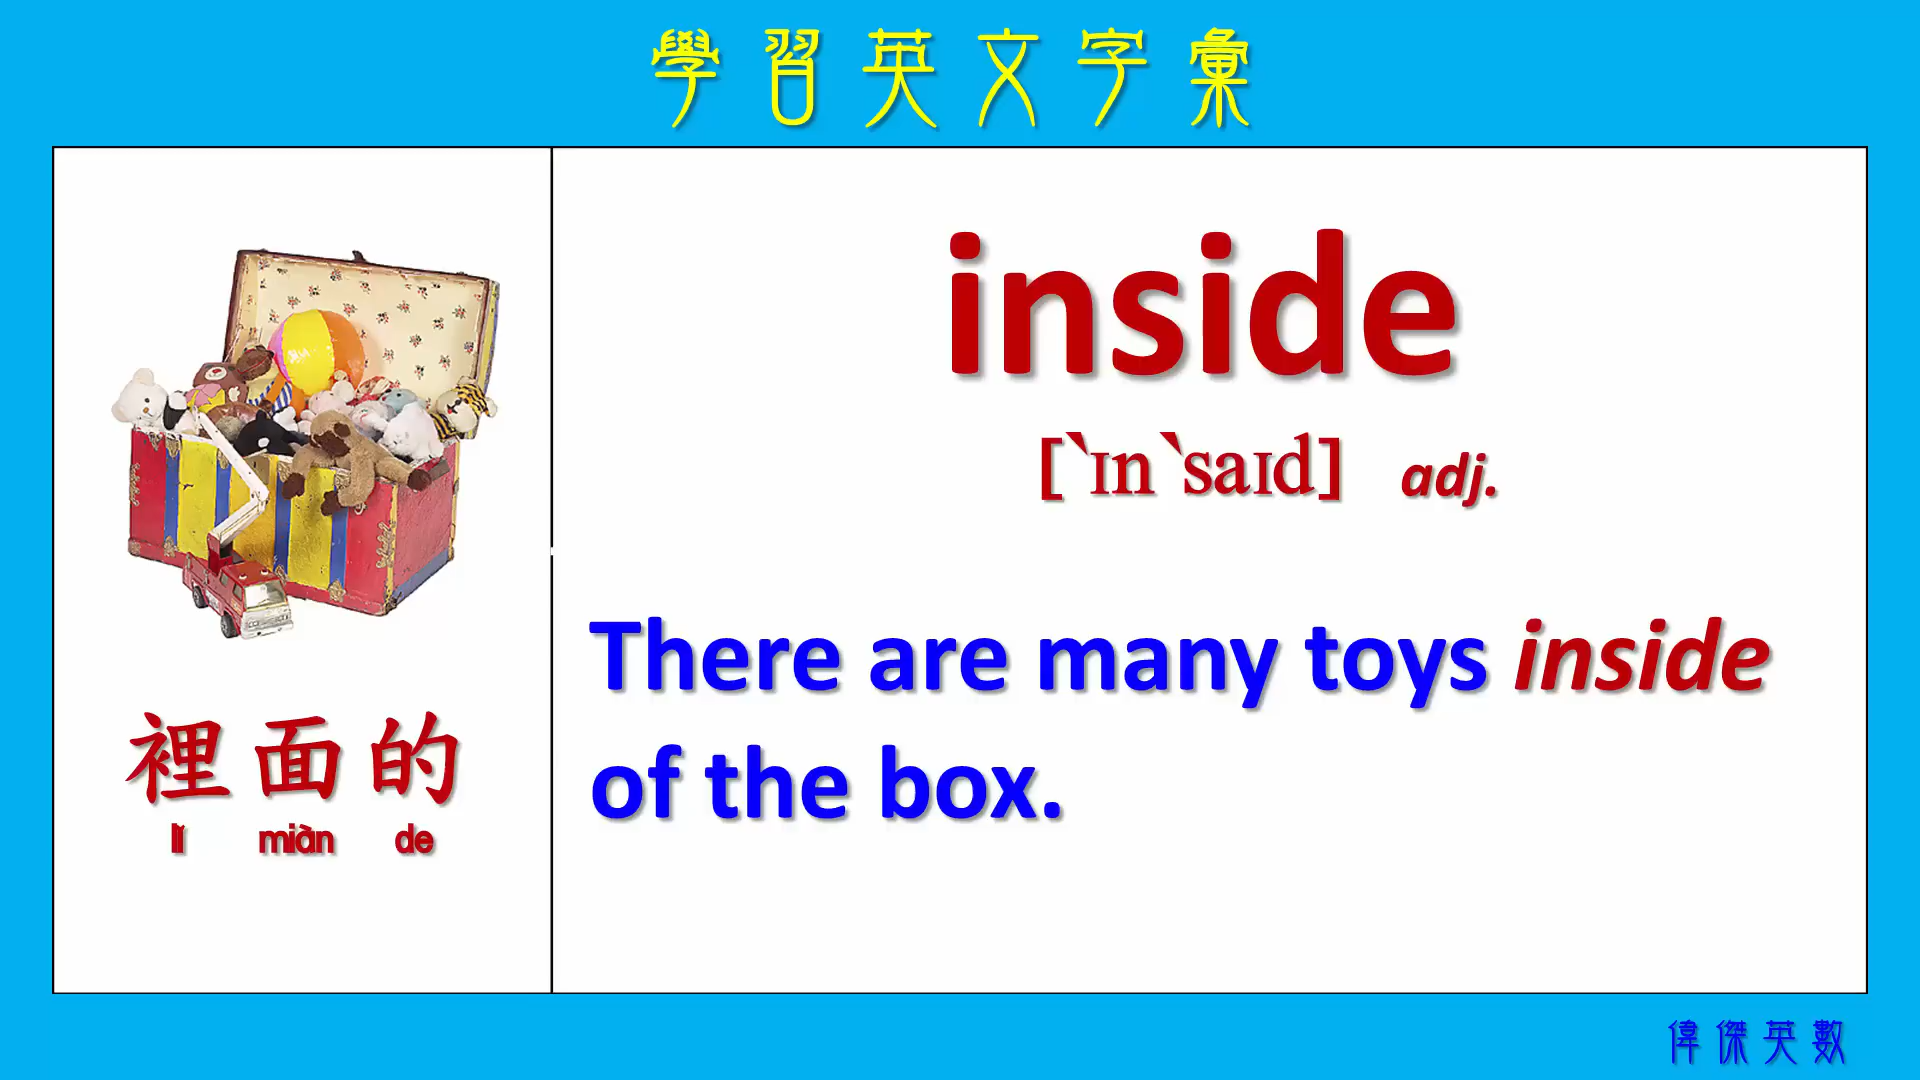 學習英文字彙
裡面的
lǐ miàn de
inside
[ˋɪnˋsaɪd] adj.
There are many toys inside
of the box.
偉傑英數